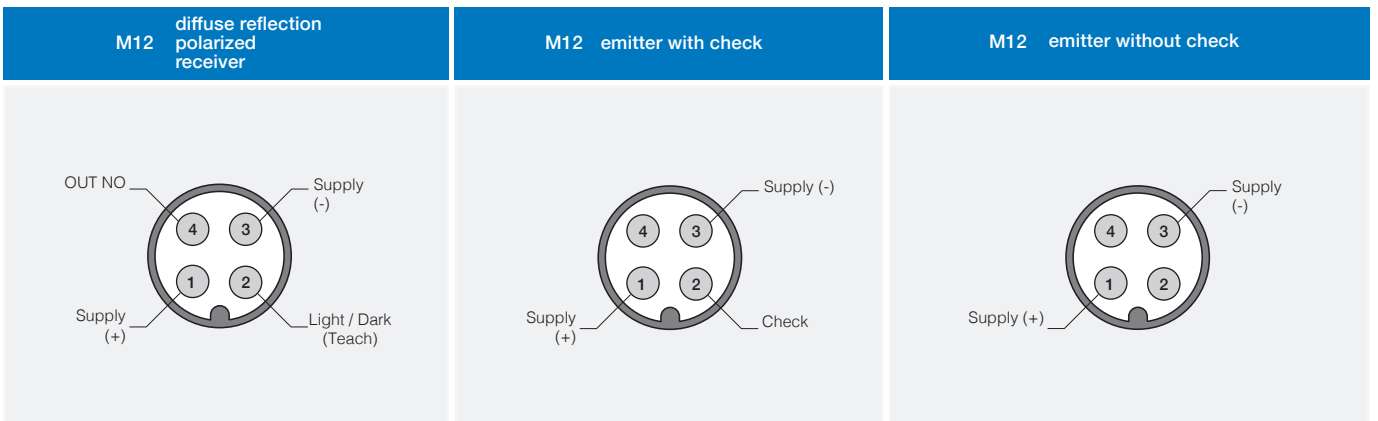 M12
diffuse reflection
polarized
receiver
OUT NO
Supply
(-)
4
3
1
2
Supply
(+)
Light / Dark
(Teach)
M12 emitter with check
Supply (-)
4
3
1
2
Supply
(+)
Check
M12 emitter without check
Supply
(-)
4
3
1
2
Supply (+)